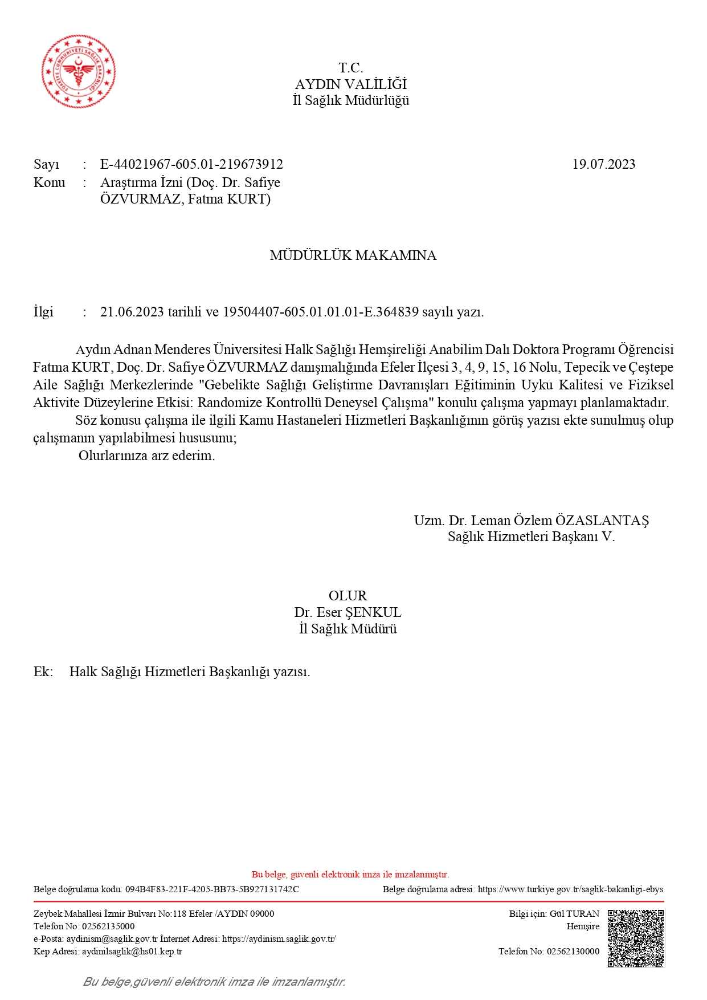 TÜRKİYE CUMHURİYETİ SAĞLIK BAKANLIĞI
T.C.
AYDIN VALİLİĞİ
İl Sağlık Müdürlüğü
Sayı : E-44021967-605.01-219673912 19.07.2023
Konu : Araştırma İzni (Doç. Dr. Safiye
ÖZVURMAZ, Fatma KURT)
MÜDÜRLÜK MAKAMINA
İlgi : 21.06.2023 tarihli ve 19504407-605.01.01.01-E.364839 sayılı yazı.
Aydın Adnan Menderes Üniversitesi Halk Sağlığı Hemşireliği Anabilim Dalı Doktora Programı Öğrencisi
Fatma KURT, Doç. Dr. Safiye ÖZVURMAZ danışmalığında Efeler İlçesi 3, 4, 9, 15, 16 Nolu, Tepecik ve Çeştepe
Aile Sağlığı Merkezlerinde "Gebelikte Sağlığı Geliştirme Davranışları Eğitiminin Uyku Kalitesi ve Fiziksel
Aktivite Düzeylerine Etkisi: Randomize Kontrollü Deneysel Çalışma" konulu çalışma yapmayı planlamaktadır.
Söz konusu çalışma ile ilgili Kamu Hastaneleri Hizmetleri Başkanlığının görüş yazısı ekte sunulmuş olup
çalışmanın yapılabilmesi hususunu;
Olurlarınıza arz ederim.
Uzm. Dr. Leman Özlem ÖZASLANTAŞ
Sağlık Hizmetleri Başkanı V.
OLUR
Dr. Eser ŞENKUL
İl Sağlık Müdürü
Ek: Halk Sağlığı Hizmetleri Başkanlığı yazısı.
Bu belge, güvenli elektronik imza ile imzalanmıştır.
Belge doğrulama kodu: 094B4F83-221F-4205-BB73-5B927131742C Belge doğrulama adresi: https://www.turkiye.gov.tr/saglik-bakanligi-ebys
Zeybek Mahallesi İzmir Bulvarı No:118 Efeler /AYDIN 09000 Bilgi için: Gül TURAN
Telefon No: 02562135000 Hemşire
e-Posta: aydinism@saglik.gov.tr İnternet Adresi: https://aydinism.saglik.gov.tr/
Kep Adresi: aydinilsaglik@hs01.kep.tr Telefon No: 02562130000
Bu belge,güvenli elektronik imza ile imzanlamıştır.